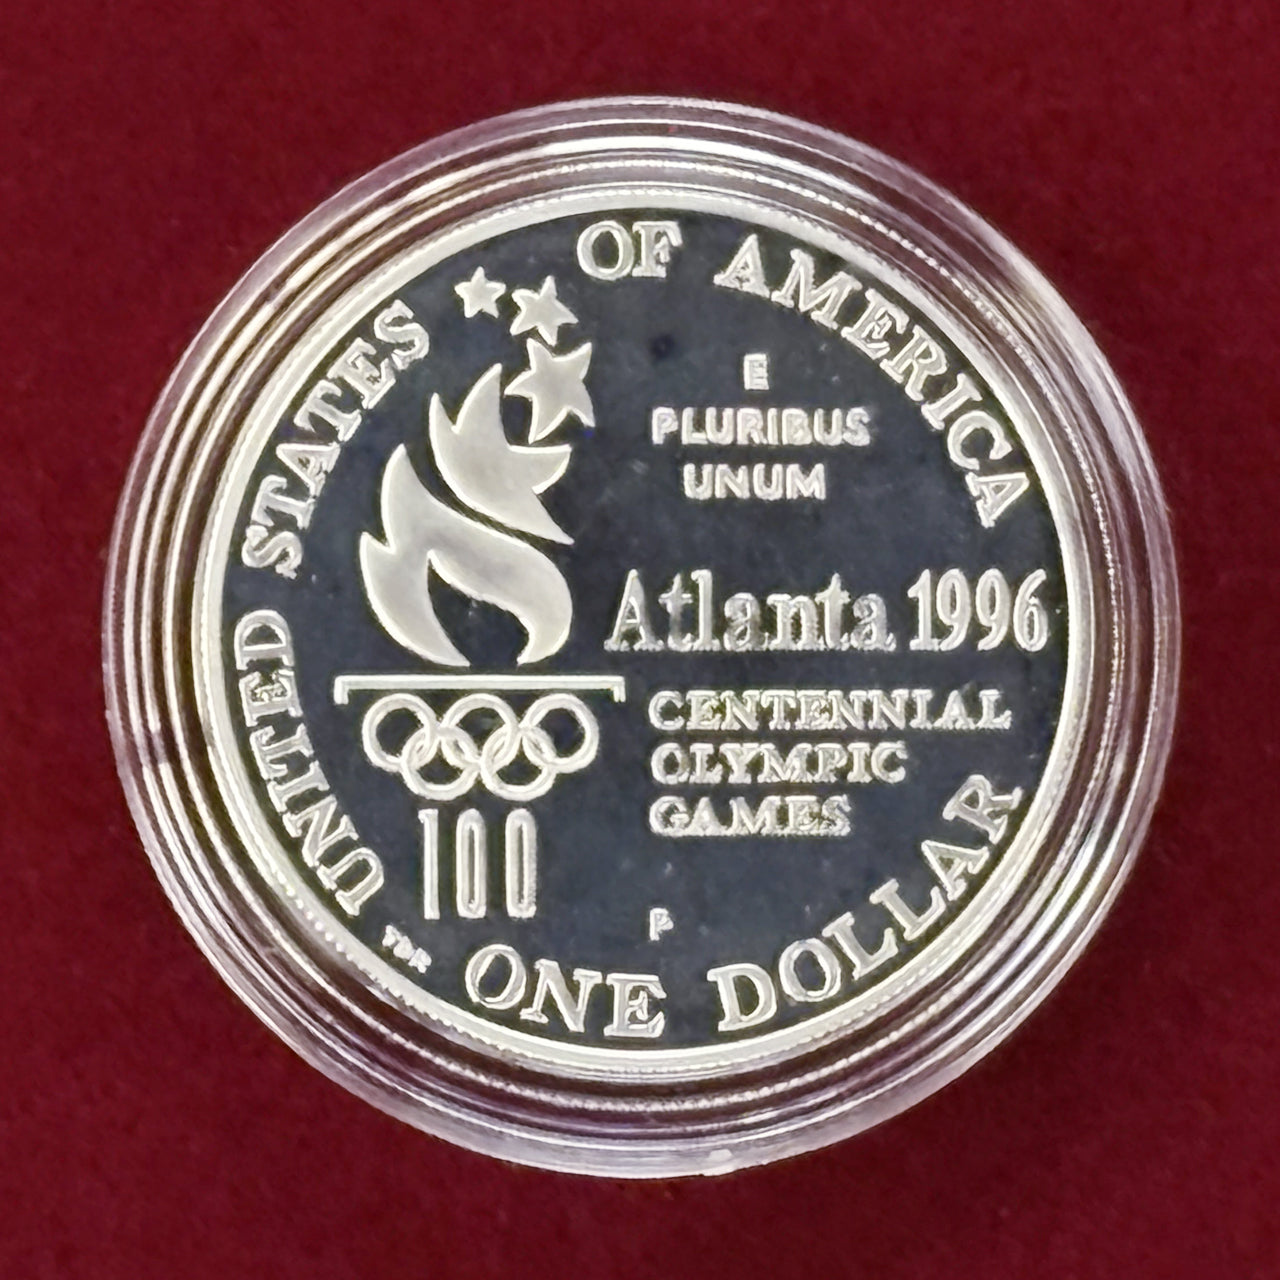 UNITED STATES OF AMERICA
E
PLURIBUS
UNUM
Atlanta 1996
CENTENNIAL
OLYMPIC
GAMES
100
P
TDR
ONE DOLLAR